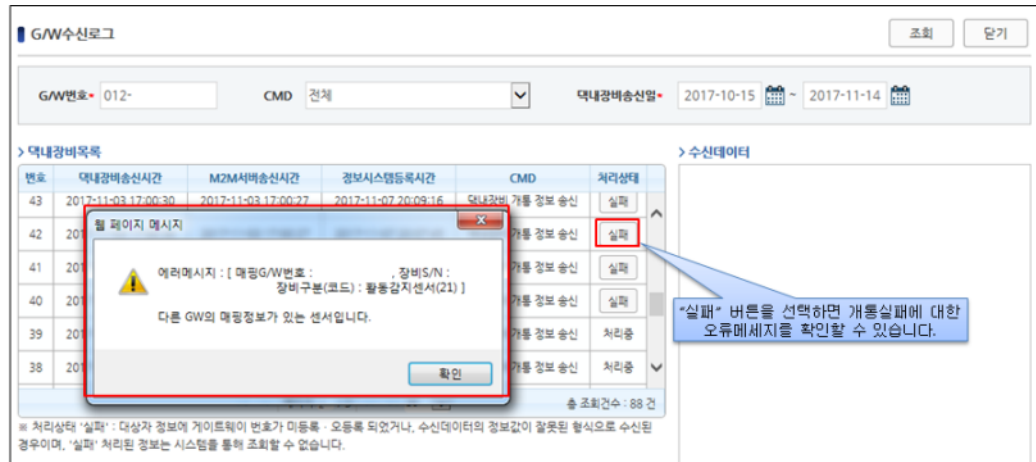 G/W수신로그
조회
닫기
G/W번호* 012-
CMD 전체
댁내장비송신일* 2017-10-15 ~ 2017-11-14
> 댁내장비목록
> 수신데이터
번호 댁내장비송신시간 M2M서버송신시간 정보시스템등록시간 CMD 처리상태
43 2017-11-03 17:00:30 2017-11-03 17:00:27 2017-11-07 20:09:16 댁내장비 개통 정보 송신 실패
42 201 개통 정보 송신 실패
41 201 개통 정보 송신 실패
40 201 개통 정보 송신 실패
39 201 개통 정보 송신 처리중
38 201 개통 정보 송신 처리중
웹 페이지 메시지
에러메시지 : [ 매핑G/W번호 : , 장비S/N :
장비구분(코드) : 활동감지센서(21) ]
다른 GW의 매핑정보가 있는 센서입니다.
확인
"실패" 버튼을 선택하면 개통실패에 대한
오류메세지를 확인할 수 있습니다.
총 조회건수 : 88 건
※ 처리상태 '실패' : 대상자 정보에 게이트웨이 번호가 미등록 · 오등록 되었거나, 수신데이터의 정보값이 잘못된 형식으로 수신된
경우이며, '실패' 처리된 정보는 시스템을 통해 조회할 수 없습니다.